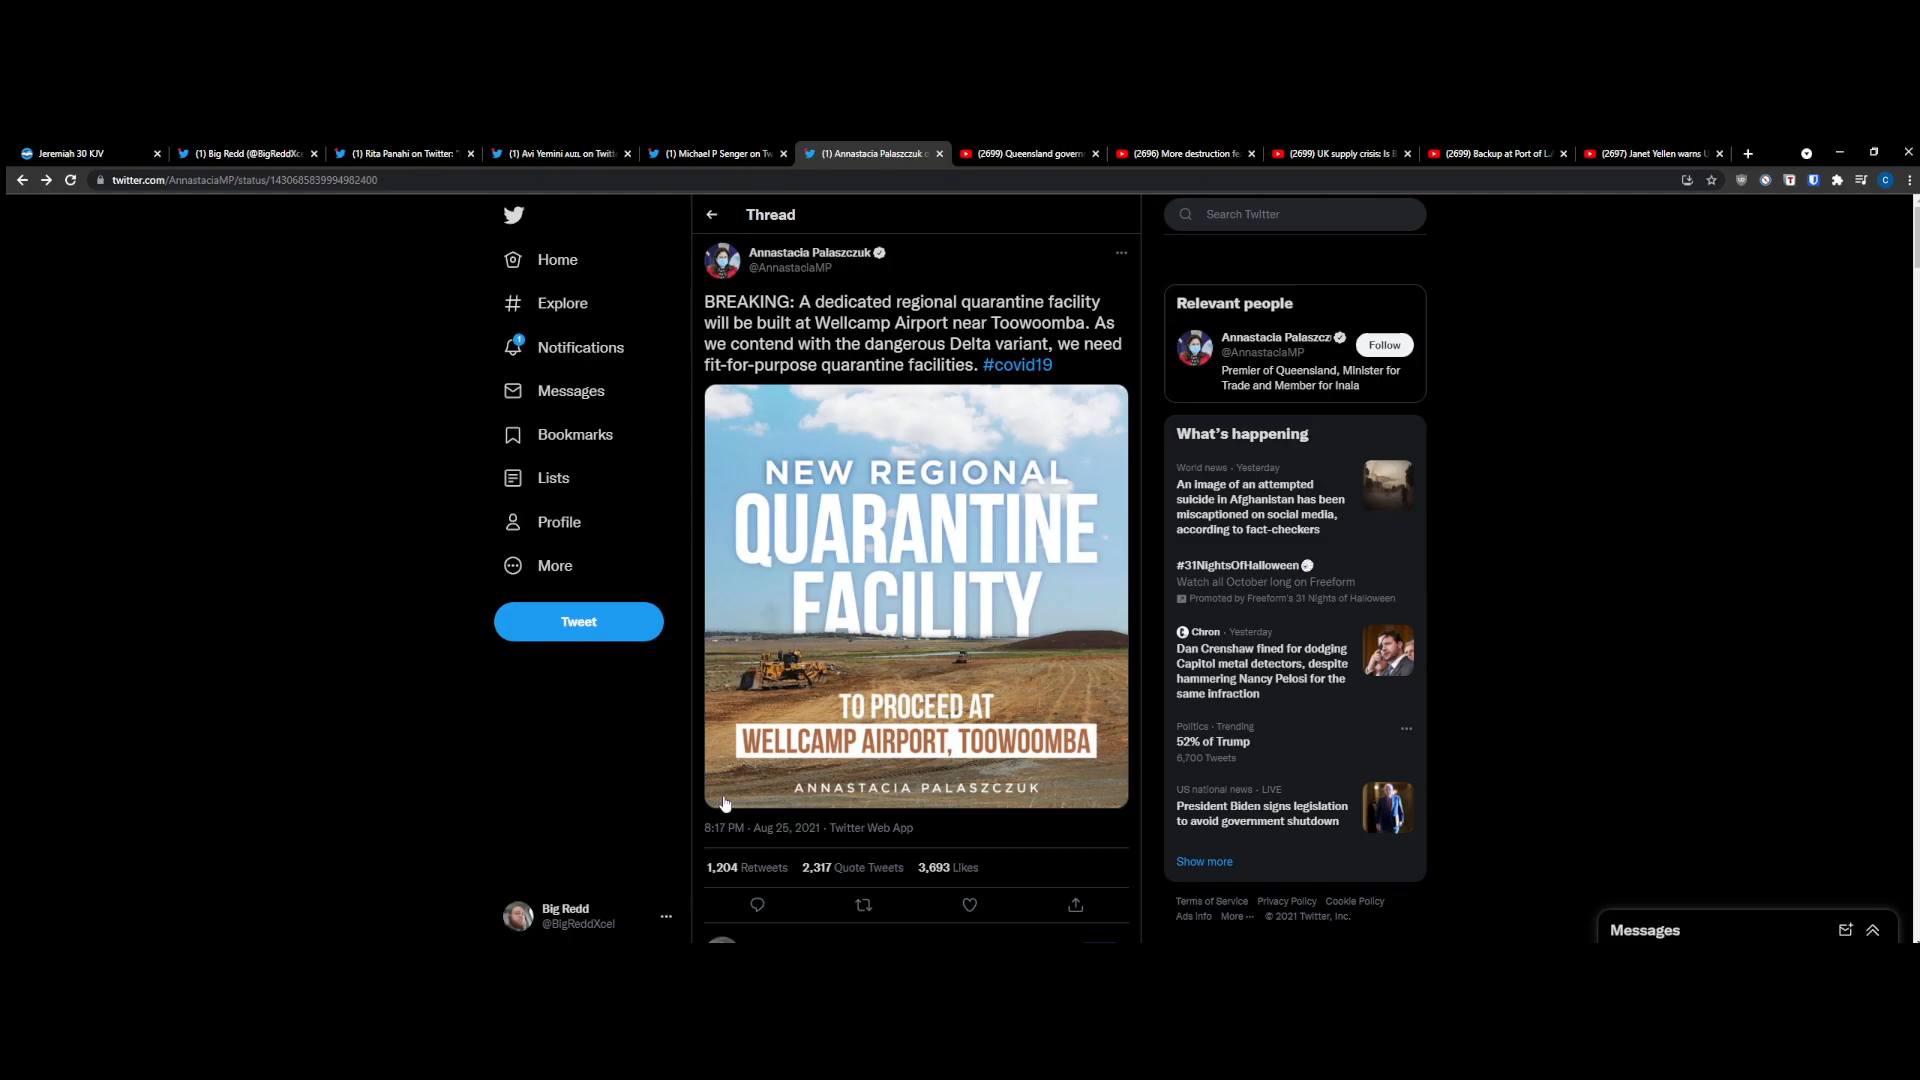 Jeremiah 30 KJV
(1) Big Redd (@BigReddXce
(1) Rita Panahi on Twitter: "
(1) Avi Yemini ᴀᴜɪʟ on Twitt
(1) Michael P Senger on Tw
(1) Annastacia Palaszczuk o
(2699) Queensland govern
(2696) More destruction fe
(2699) UK supply crisis: Is B
(2699) Backup at Port of L.
(2697) Janet Yellen warns U
twitter.com/AnnastaciaMP/status/1430685839994982400
Home
Explore
1
Notifications
Messages
Bookmarks
Lists
Profile
More
Tweet
Big Redd
@BigReddXcel
Thread
Annastacia Palaszczuk
@AnnastaciaMP
BREAKING: A dedicated regional quarantine facility
will be built at Wellcamp Airport near Toowoomba. As
we contend with the dangerous Delta variant, we need
fit-for-purpose quarantine facilities. #covid19
NEW REGIONAL
QUARANTINE
FACILITY
TO PROCEED AT
WELLCAMP AIRPORT, TOOWOOMBA
ANNASTACIA PALASZCZUK
8:17 PM · Aug 25, 2021 · Twitter Web App
1,204 Retweets 2,317 Quote Tweets 3,693 Likes
Search Twitter
Relevant people
Annastacia Palaszcz
@AnnastaciaMP
Follow
Premier of Queensland, Minister for
Trade and Member for Inala
What's happening
World news · Yesterday
An image of an attempted
suicide in Afghanistan has been
miscaptioned on social media,
according to fact-checkers
#31NightsOfHalloween
Watch all October long on Freeform
Promoted by Freeform's 31 Nights of Halloween
Chron · Yesterday
Dan Crenshaw fined for dodging
Capitol metal detectors, despite
hammering Nancy Pelosi for the
same infraction
Politics · Trending
52% of Trump
6,700 Tweets
US national news · LIVE
President Biden signs legislation
to avoid government shutdown
Show more
Terms of Service Privacy Policy Cookie Policy
Ads info More ··· © 2021 Twitter, Inc.
Messages